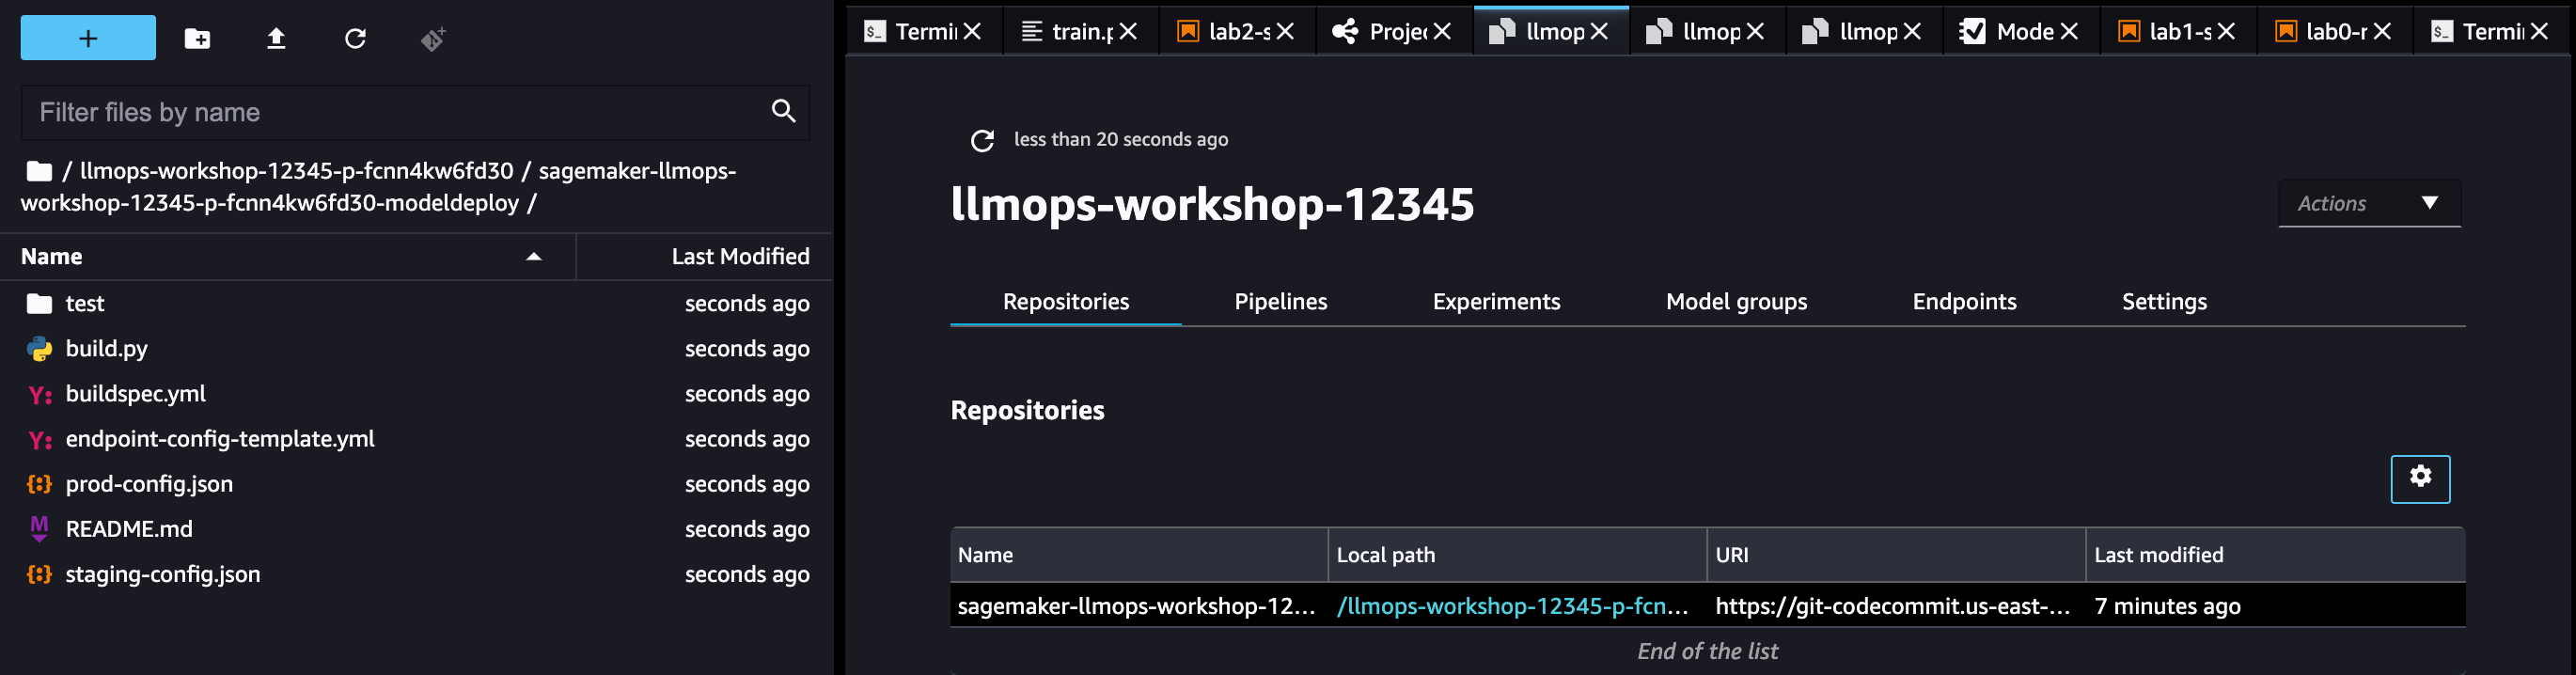 Filter files by name
/ llmops-workshop-12345-p-fcnn4kw6fd30 / sagemaker-llmops-
workshop-12345-p-fcnn4kw6fd30-modeldeploy /
Name Last Modified
test seconds ago
build.py seconds ago
buildspec.yml seconds ago
endpoint-config-template.yml seconds ago
prod-config.json seconds ago
README.md seconds ago
staging-config.json seconds ago
Termi train.p lab2-s Projec llmop llmop llmop Mode lab1-s lab0-r Termi
less than 20 seconds ago
llmops-workshop-12345
Actions
Repositories Pipelines Experiments Model groups Endpoints Settings
Repositories
Name Local path URI Last modified
sagemaker-llmops-workshop-12... /llmops-workshop-12345-p-fcn... https://git-codecommit.us-east-... 7 minutes ago
End of the list